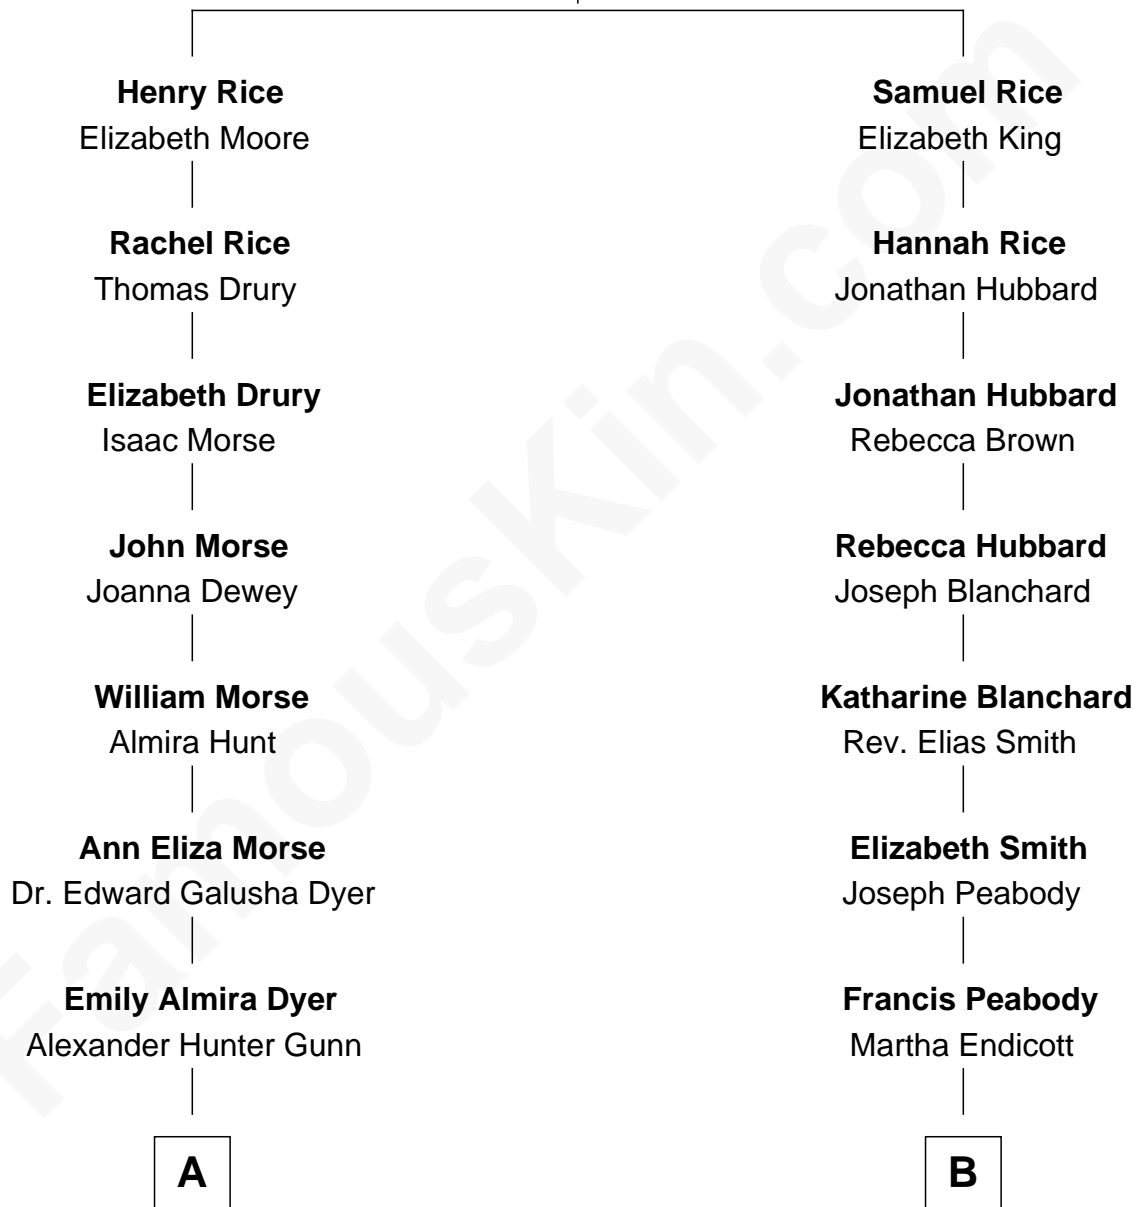 Henry Rice
Elizabeth Moore
Rachel Rice
Thomas Drury
Elizabeth Drury
Isaac Morse
John Morse
Joanna Dewey
William Morse
Almira Hunt
Ann Eliza Morse
Dr. Edward Galusha Dyer
Emily Almira Dyer
Alexander Hunter Gunn
A
Samuel Rice
Elizabeth King
Hannah Rice
Jonathan Hubbard
Jonathan Hubbard
Rebecca Brown
Rebecca Hubbard
Joseph Blanchard
Katharine Blanchard
Rev. Elias Smith
Elizabeth Smith
Joseph Peabody
Francis Peabody
Martha Endicott
B
FamousKin.com